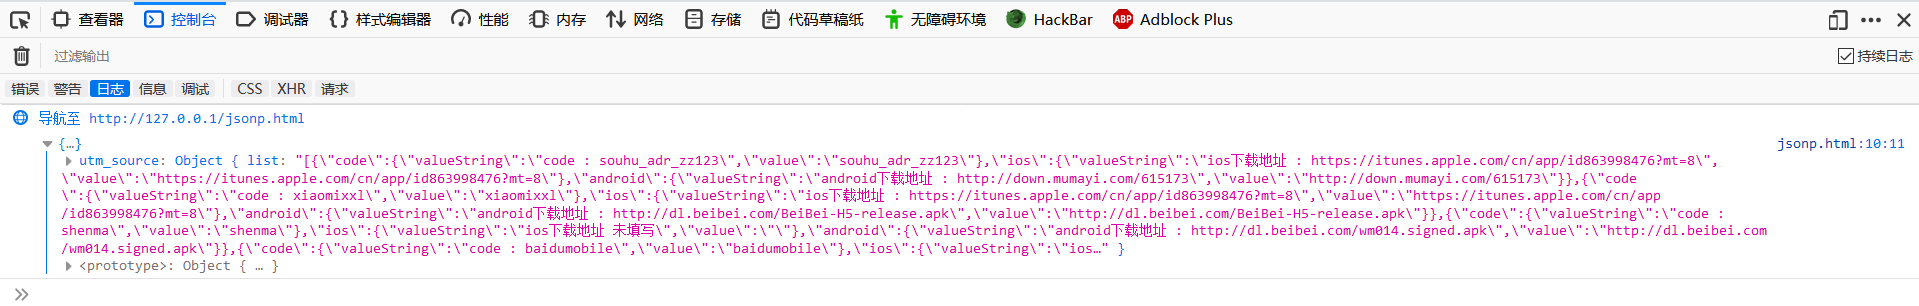 查看器 控制台 调试器 样式编辑器 性能 内存 网络 存储 代码草稿纸 无障碍环境 HackBar ABP Adblock Plus
过滤输出 持续日志
错误 警告 日志 信息 调试 CSS XHR 请求
导航至 http://127.0.0.1/jsonp.html
{…} jsonp.html:10:11
utm_source: Object { list: "[{\"code\":{\"valueString\":\"code : souhu_adr_zz123\",\"value\":\"souhu_adr_zz123\"},\"ios\":{\"valueString\":\"ios下载地址 : https://itunes.apple.com/cn/app/id863998476?mt=8\",
\"value\":\"https://itunes.apple.com/cn/app/id863998476?mt=8\"},\"android\":{\"valueString\":\"android下载地址 : http://down.mumayi.com/615173\",\"value\":\"http://down.mumayi.com/615173\"}},{\"code
\":{\"valueString\":\"code : xiaomixxl\",\"value\":\"xiaomixxl\"},\"ios\":{\"valueString\":\"ios下载地址 : https://itunes.apple.com/cn/app/id863998476?mt=8\",\"value\":\"https://itunes.apple.com/cn/app
/id863998476?mt=8\"},\"android\":{\"valueString\":\"android下载地址 : http://dl.beibei.com/BeiBei-H5-release.apk\",\"value\":\"http://dl.beibei.com/BeiBei-H5-release.apk\"}},{\"code\":{\"valueString\":\"code :
shenma\",\"value\":\"shenma\"},\"ios\":{\"valueString\":\"ios下载地址 未填写\",\"value\":\"\"},\"android\":{\"valueString\":\"android下载地址 : http://dl.beibei.com/wm014.signed.apk\",\"value\":\"http://dl.beibei.com
/wm014.signed.apk\"}},{\"code\":{\"valueString\":\"code : baidumobile\",\"value\":\"baidumobile\"},\"ios\":{\"valueString\":\"ios…" }
<prototype>: Object { … }